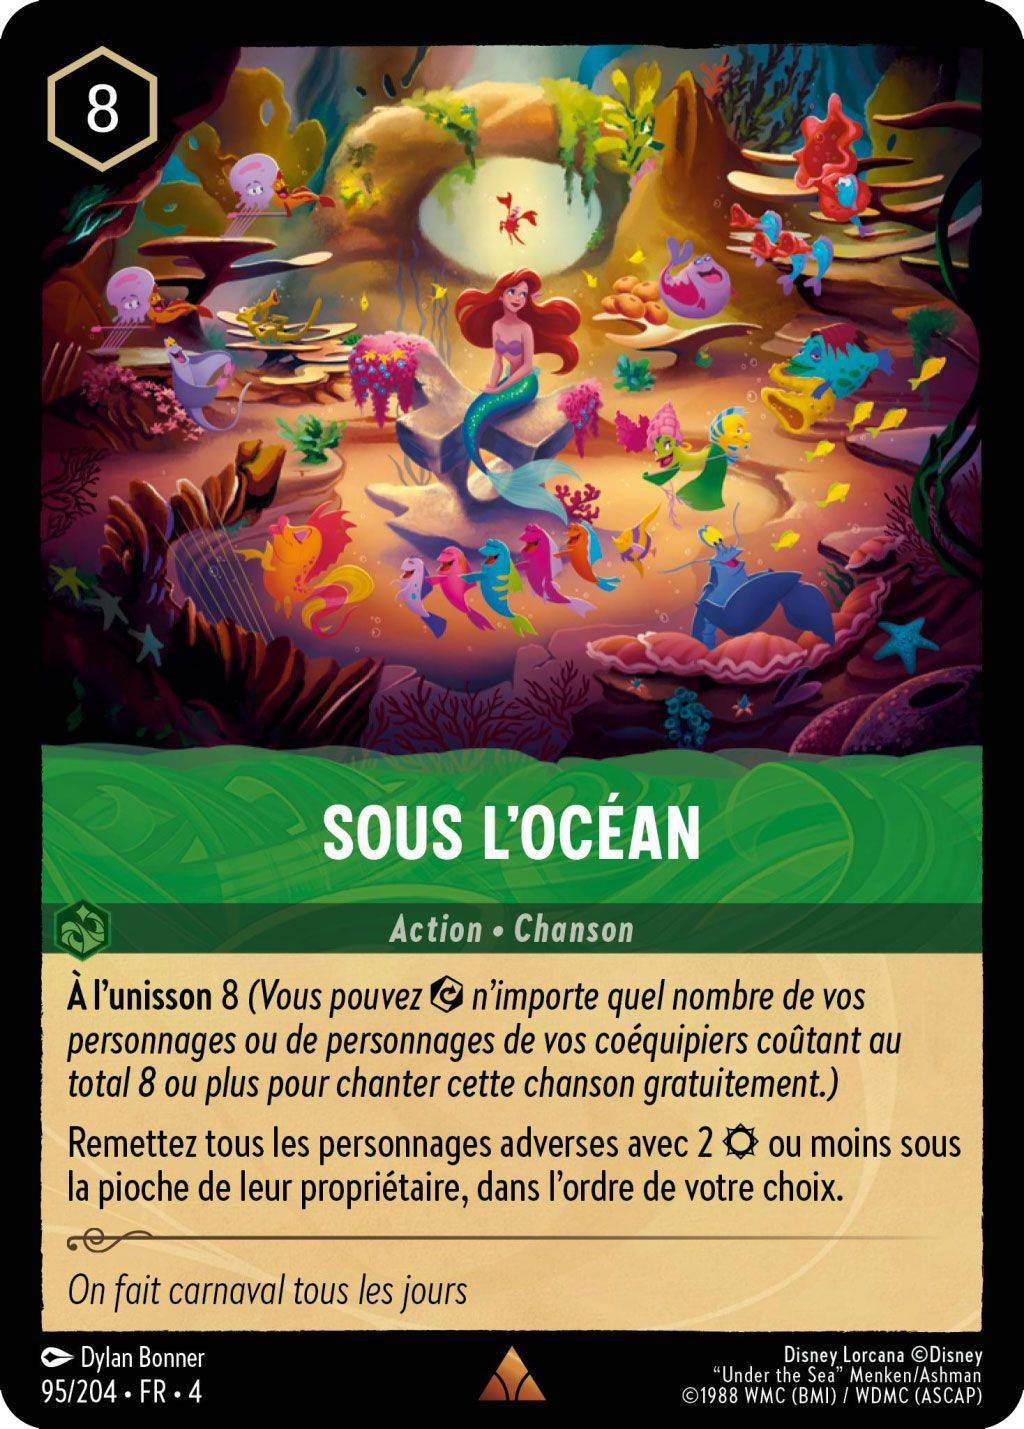 8
SOUS L’OCÉAN
Action • Chanson
À l’unisson 8 (Vous pouvez n’importe quel nombre de vos
personnages ou de personnages de vos coéquipiers coûtant au
total 8 ou plus pour chanter cette chanson gratuitement.)
Remettez tous les personnages adverses avec 2 ou moins sous
la pioche de leur propriétaire, dans l’ordre de votre choix.
On fait carnaval tous les jours
Dylan Bonner
95/204 • FR • 4
Disney Lorcana ©Disney
“Under the Sea” Menken/Ashman
©1988 WMC (BMI) / WDMC (ASCAP)